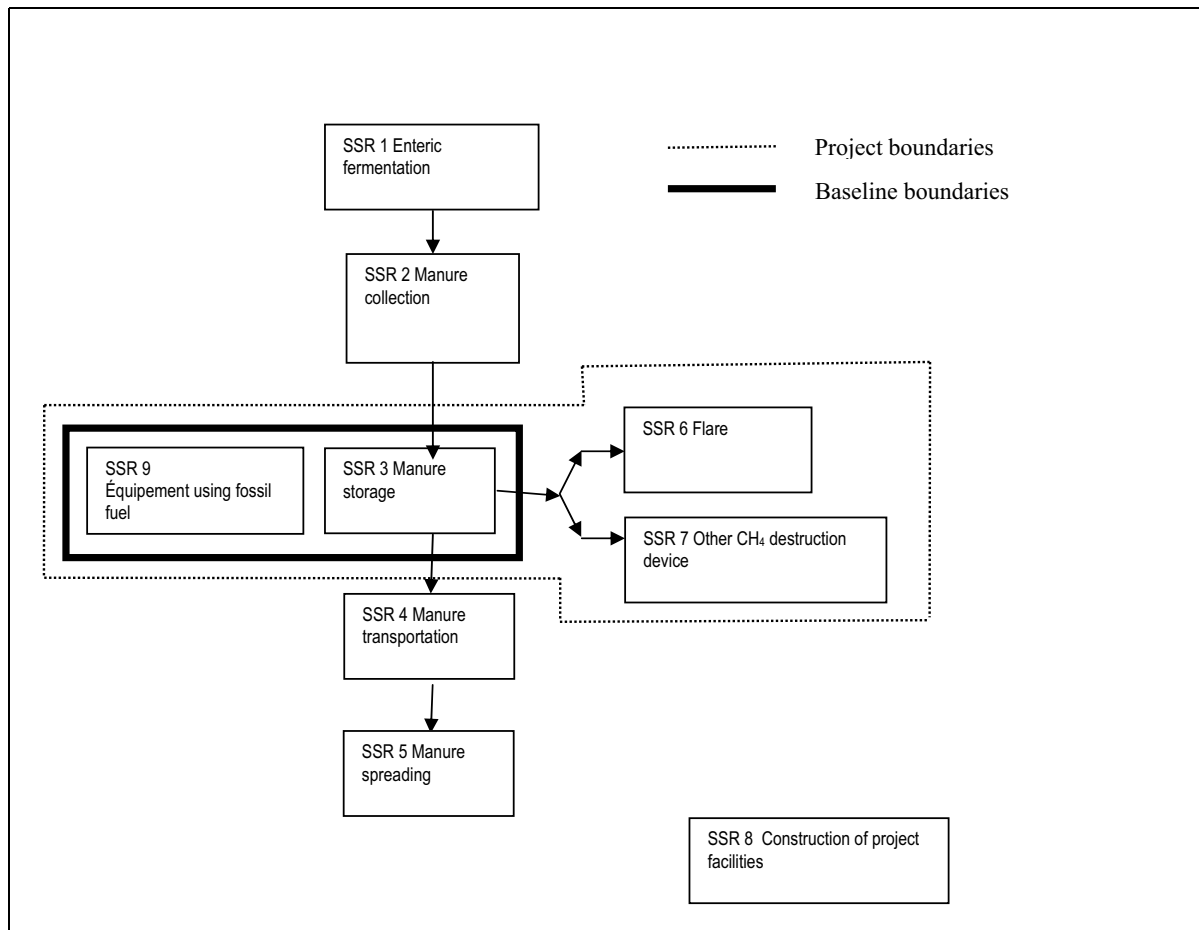 SSR 1 Enteric
fermentation
Project boundaries
Baseline boundaries
SSR 2 Manure
collection
SSR 9
Équipement using fossil
fuel
SSR 3 Manure
storage
SSR 6 Flare
SSR 7 Other CH₄ destruction
device
SSR 4 Manure
transportation
SSR 5 Manure
spreading
SSR 8 Construction of project
facilities